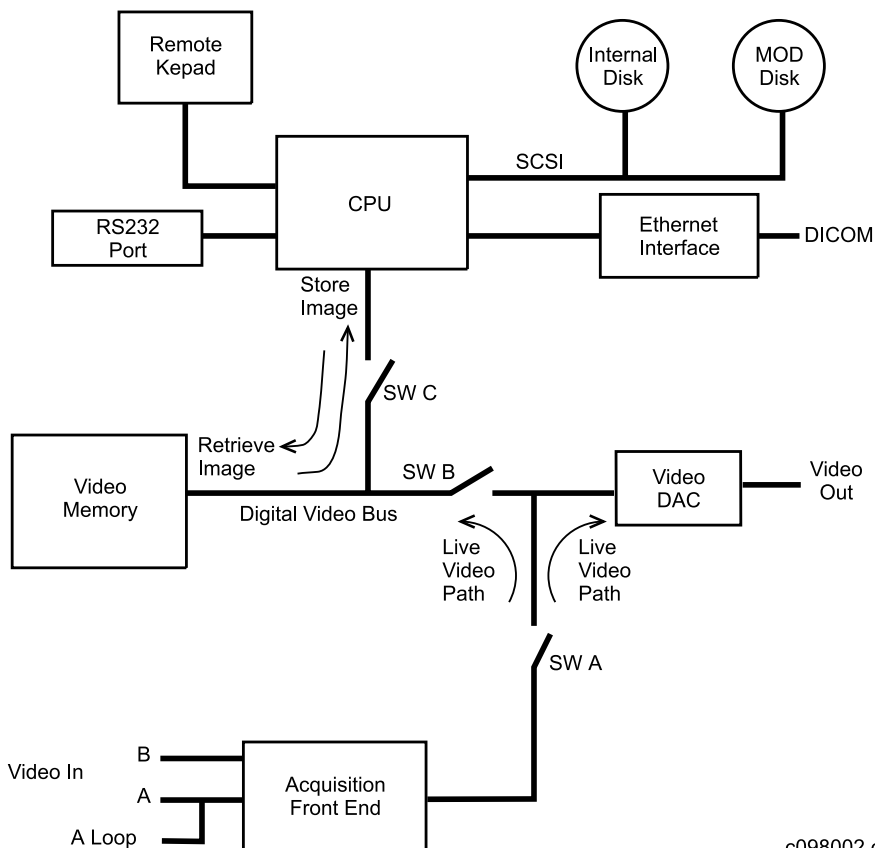 Remote
Kepad
Internal
Disk
MOD
Disk
SCSI
CPU
RS232
Port
Ethernet
Interface
DICOM
Store
Image
SW C
Retrieve
Image
SW B
Video
Memory
Digital Video Bus
Video
DAC
Video
Out
Live
Video
Path
Live
Video
Path
SW A
Video In
B
A
A Loop
Acquisition
Front End